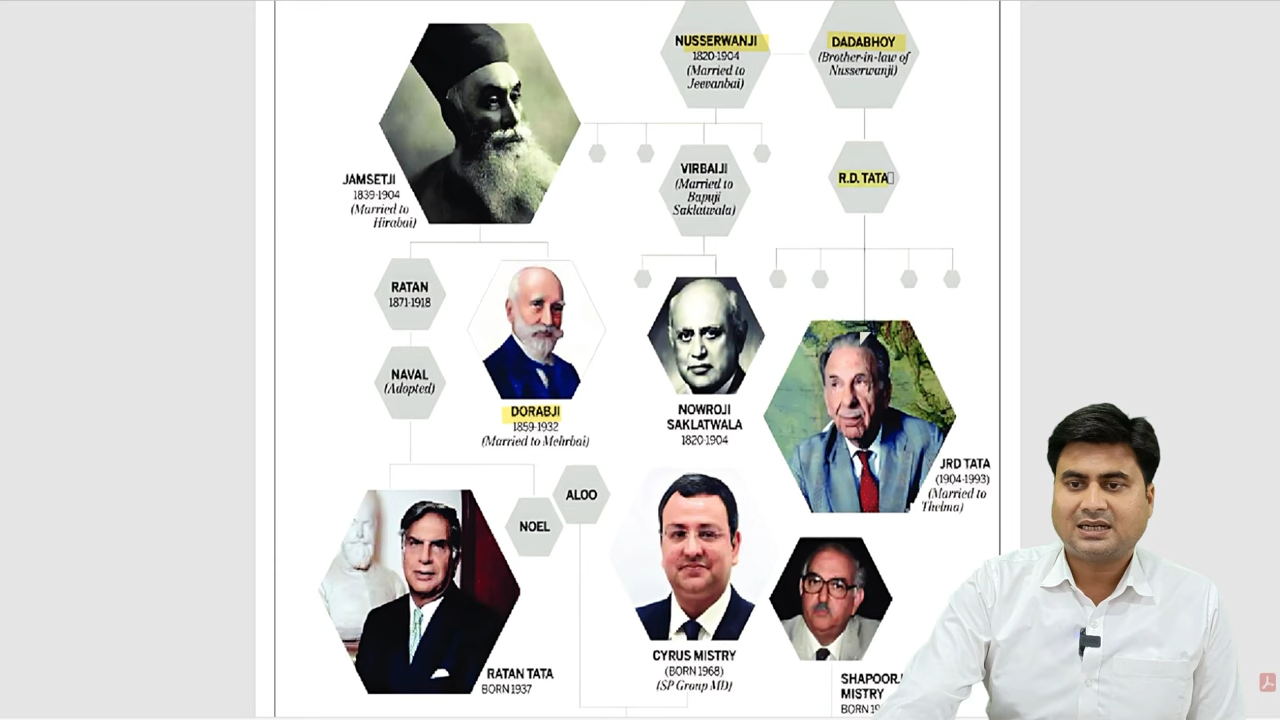 NUSSERWANJI
1820-1904
(Married to
Jeevanbai)
DADABHOY
(Brother-in-law of
Nusserwanji)
JAMSETJI
1839-1904
(Married to
Hirabai)
VIRBAIJI
(Married to
Bapuji
Saklatwala)
R.D. TATA
RATAN
1871-1918
NAVAL
(Adopted)
DORABJI
1859-1932
(Married to Mehrbai)
NOWROJI
SAKLATWALA
1820-1904
JRD TATA
(1904-1993)
(Married to
Thelma)
ALOO
NOEL
RATAN TATA
BORN 1937
CYRUS MISTRY
(BORN 1968)
(SP Group MD)
SHAPOORJ
MISTRY
BORN 19